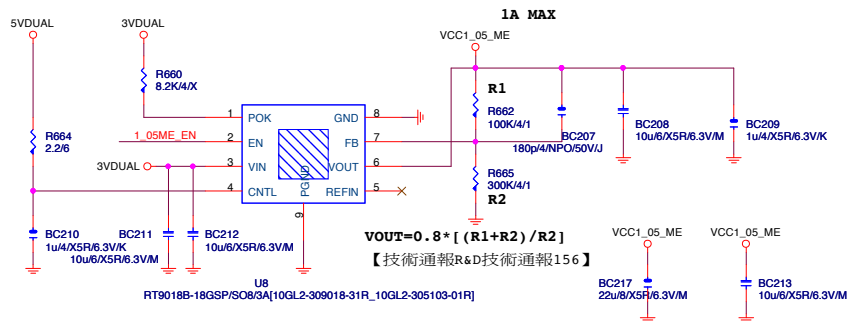 1A MAX
5VDUAL
3VDUAL
VCC1_05_ME
R660
8.2K/4/X
R1
R662
100K/4/1
BC207
180p/4/NPO/50V/J
BC208
10u/6/X5R/6.3V/M
BC209
1u/4/X5R/6.3V/K
R664
2.2/6
1_05ME_EN
3VDUAL
1 POK
2 EN
3 VIN
4 CNTL
GND 8
FB 7
VOUT 6
REFIN 5
PGND
9
R665
300K/4/1
R2
BC210
1u/4/X5R/6.3V/K
BC211
10u/6/X5R/6.3V/M
BC212
10u/6/X5R/6.3V/M
VOUT=0.8*[(R1+R2)/R2]
【技術通報R&D技術通報156】
U8
RT9018B-18GSP/SO8/3A[10GL2-309018-31R_10GL2-305103-01R]
VCC1_05_ME
BC217
22u/8/X5R/6.3V/M
VCC1_05_ME
BC213
10u/6/X5R/6.3V/M